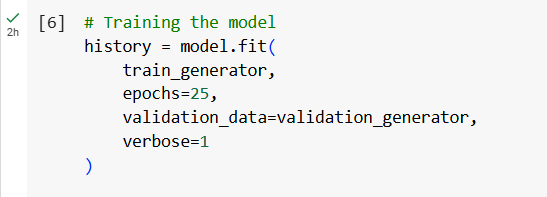 [6] # Training the model
2h
history = model.fit(
    train_generator,
    epochs=25,
    validation_data=validation_generator,
    verbose=1
)